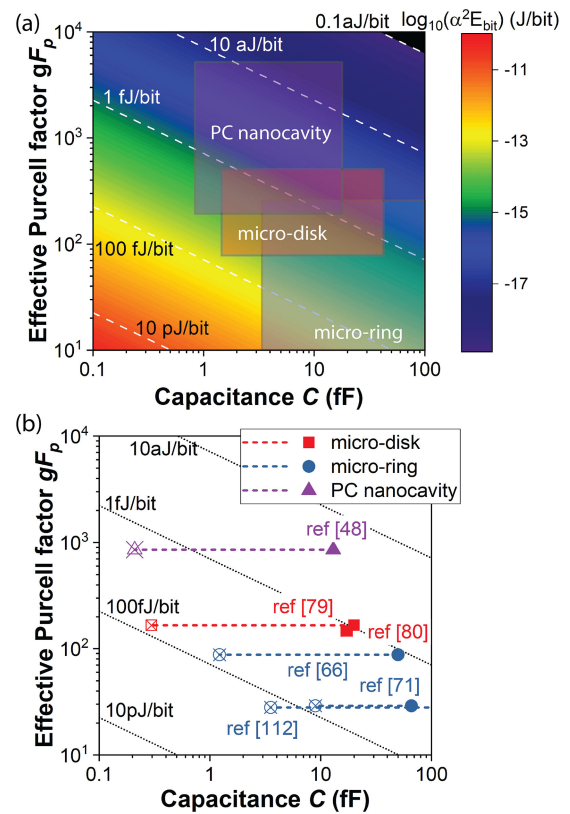 (a)
0.1aJ/bit
log₁₀(α²E_bit) (J/bit)
10⁴
10 aJ/bit
-11
1 fJ/bit
10³
PC nanocavity
-13
Effective Purcell factor gFₚ
micro-disk
-15
10²
100 fJ/bit
-17
10 pJ/bit
micro-ring
10¹
0.1
1
10
100
Capacitance C (fF)
(b)
10⁴
10aJ/bit
micro-disk
micro-ring
PC nanocavity
1fJ/bit
ref [48]
10³
Effective Purcell factor gFₚ
100fJ/bit
ref [79]
ref [80]
10²
ref [66]
ref [71]
10pJ/bit
ref [112]
10¹
0.1
1
10
100
Capacitance C (fF)